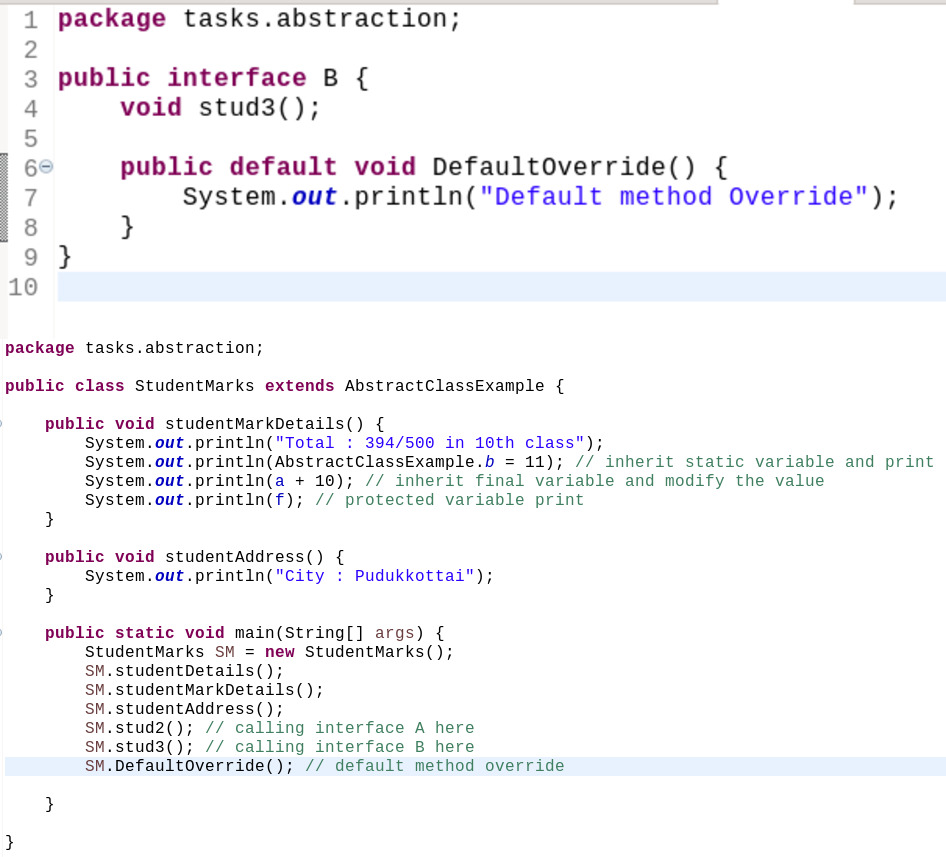 1 package tasks.abstraction;
2
3 public interface B {
4     void stud3();
5
6     public default void DefaultOverride() {
7         System.out.println("Default method Override");
8     }
9 }
10
package tasks.abstraction;

public class StudentMarks extends AbstractClassExample {

    public void studentMarkDetails() {
        System.out.println("Total : 394/500 in 10th class");
        System.out.println(AbstractClassExample.b = 11); // inherit static variable and print
        System.out.println(a + 10); // inherit final variable and modify the value
        System.out.println(f); // protected variable print
    }

    public void studentAddress() {
        System.out.println("City : Pudukkottai");
    }

    public static void main(String[] args) {
        StudentMarks SM = new StudentMarks();
        SM.studentDetails();
        SM.studentMarkDetails();
        SM.studentAddress();
        SM.stud2(); // calling interface A here
        SM.stud3(); // calling interface B here
        SM.DefaultOverride(); // default method override

    }

}